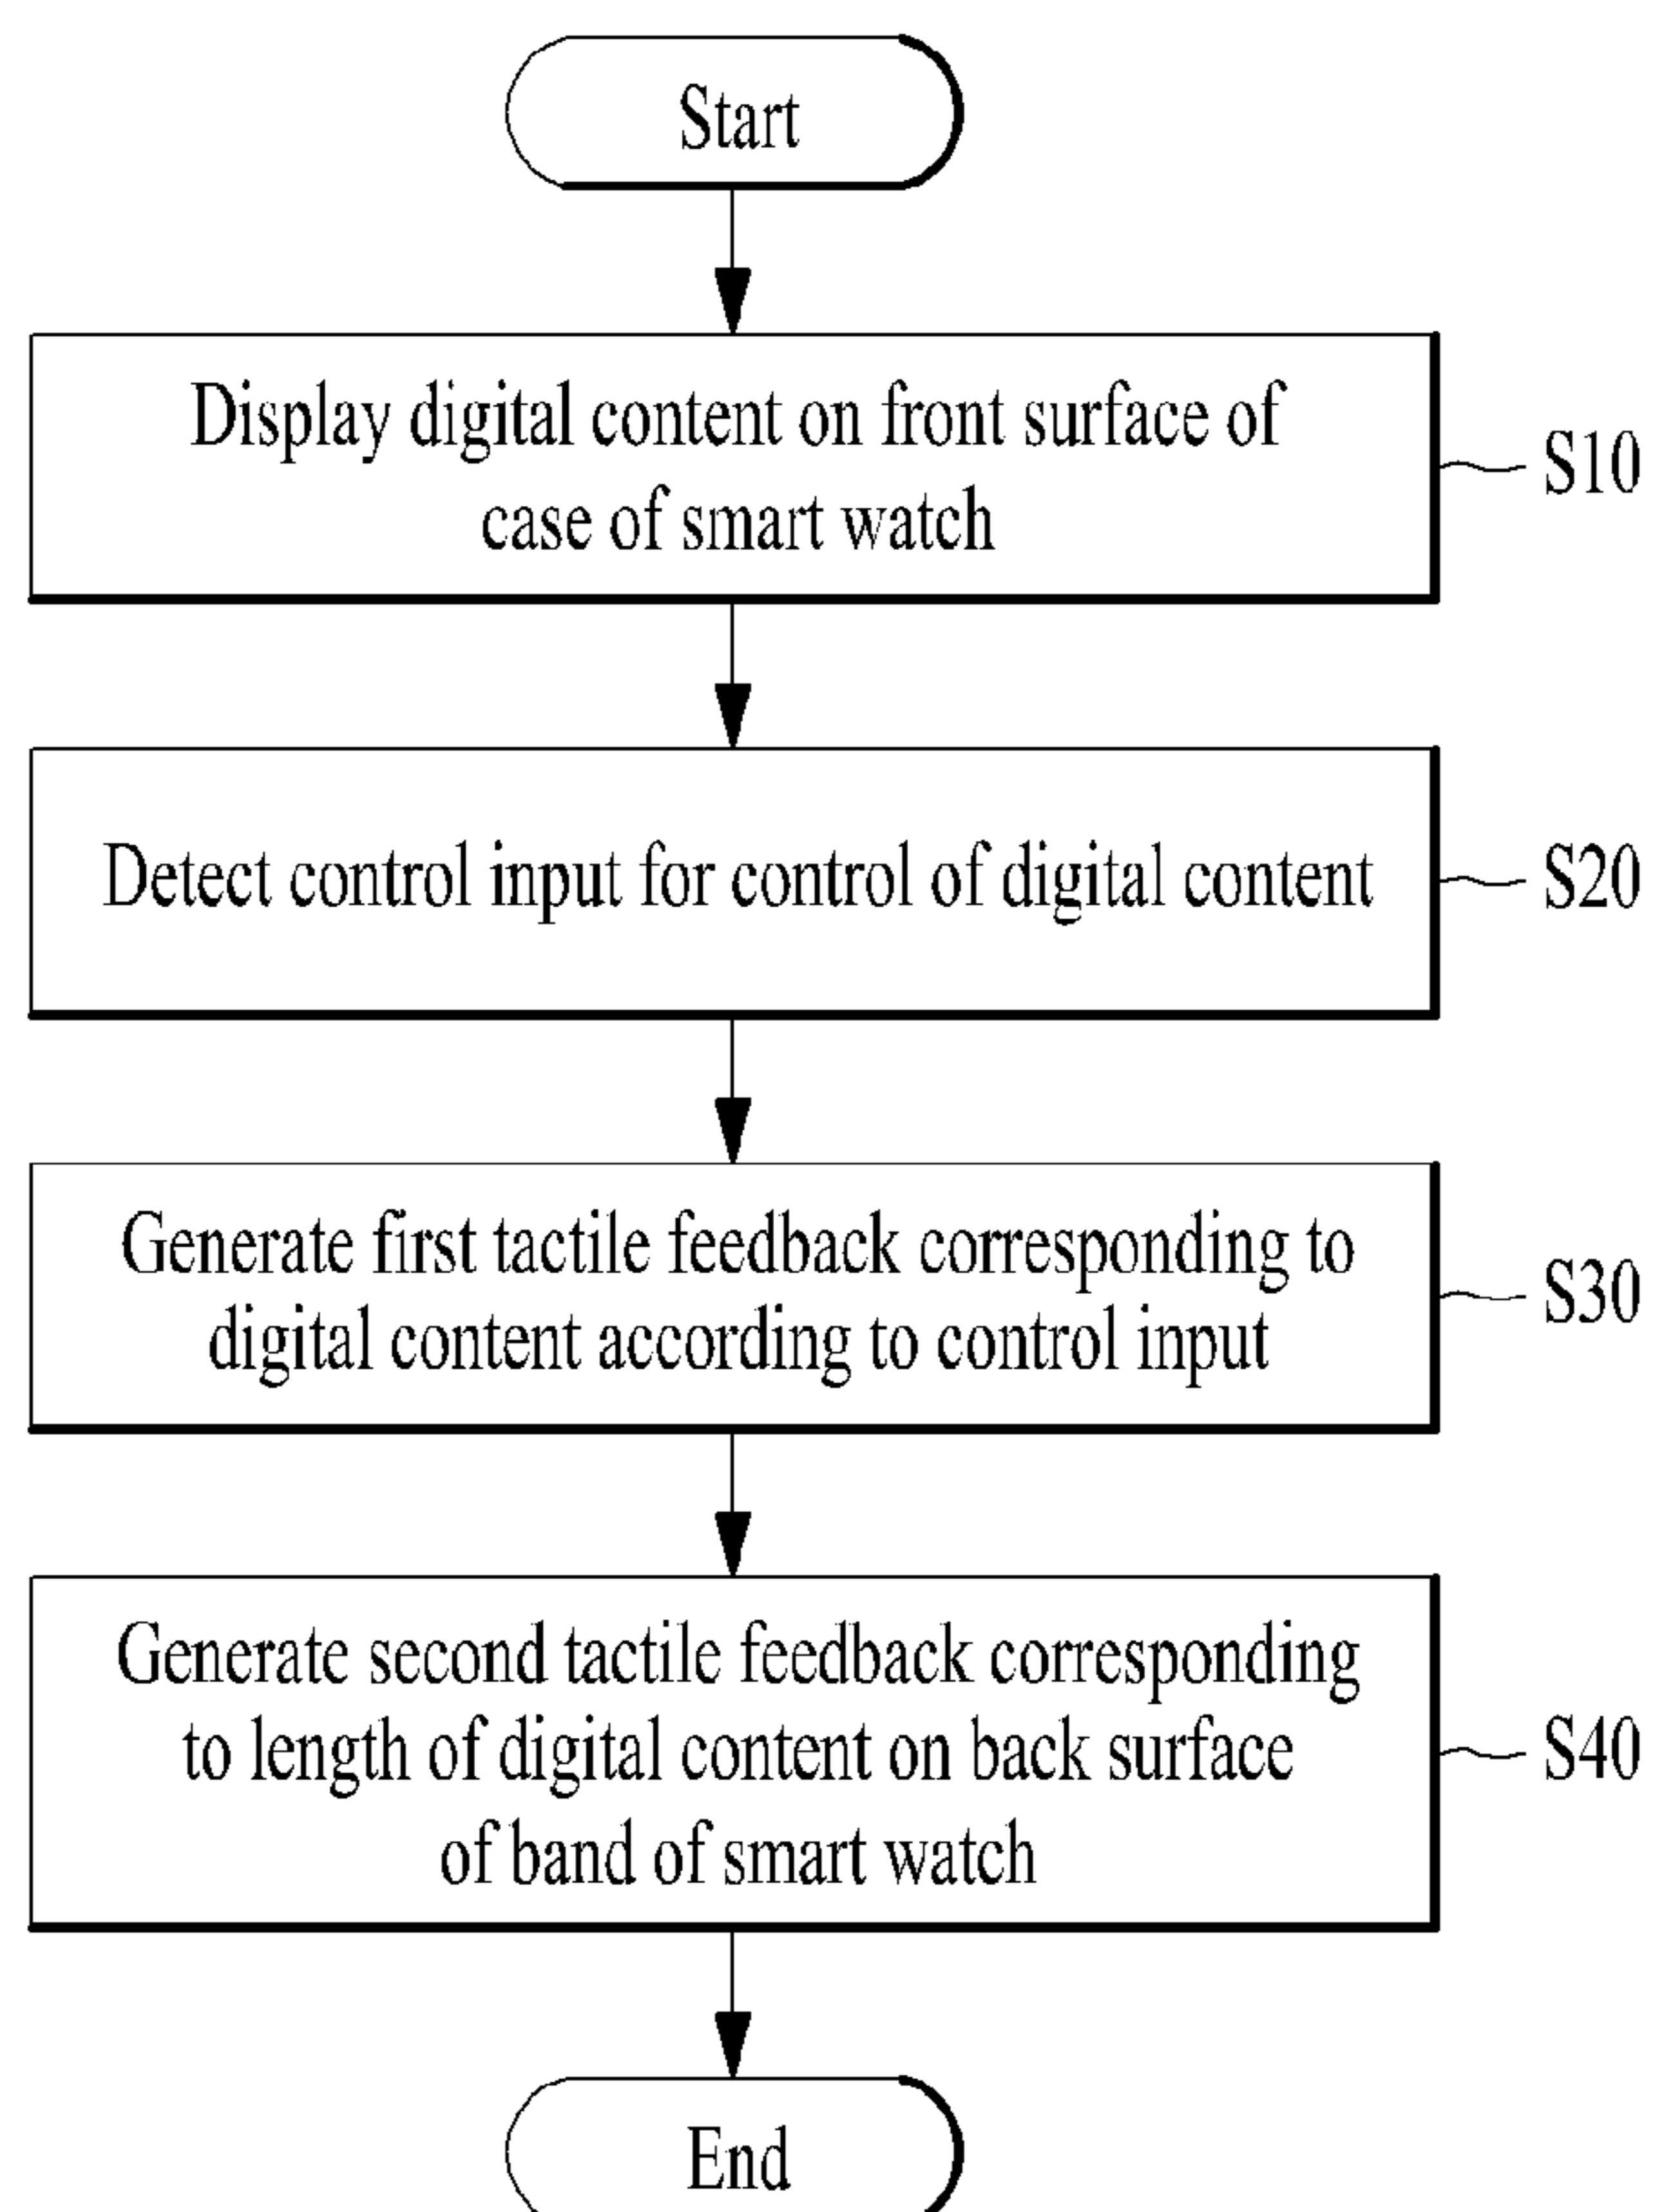 Start
Display digital content on front surface of
case of smart watch
S10
Detect control input for control of digital content
S20
Generate first tactile feedback corresponding to
digital content according to control input
S30
Generate second tactile feedback corresponding
to length of digital content on back surface
of band of smart watch
S40
End